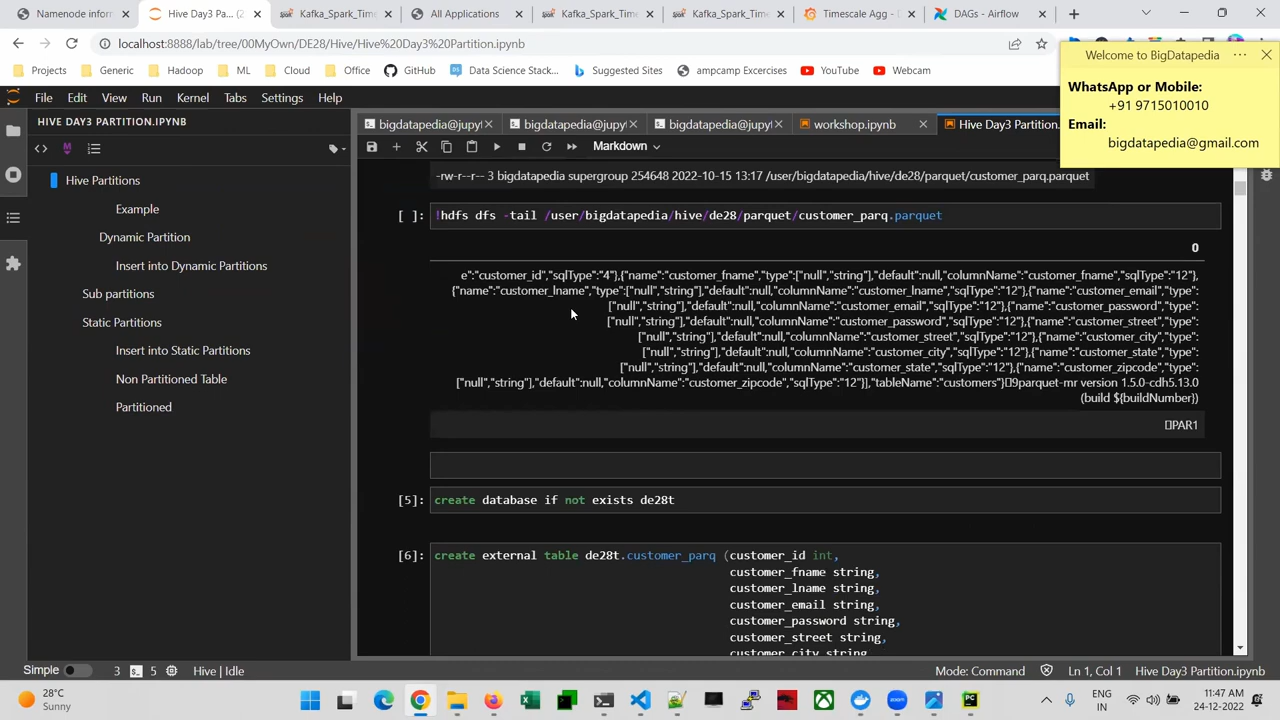 Namenode informa
Hive Day3 Pa... (2
Kafka_Spark_Time
All Applications
Kafka_Spark_Time
Kafka_Spark_Time
Timescale Agg - D
DAGs - Airflow
localhost:8888/lab/tree/00MyOwn/DE28/Hive/Hive%20Day3%20Partition.ipynb
Projects
Generic
Hadoop
ML
Cloud
Office
GitHub
Data Science Stack...
Suggested Sites
ampcamp Excercises
YouTube
Webcam
Welcome to BigDatapedia
WhatsApp or Mobile:
+91 9715010010
Email:
bigdatapedia@gmail.com
File Edit View Run Kernel Tabs Settings Help
HIVE DAY3 PARTITION.IPYNB
Hive Partitions
Example
Dynamic Partition
Insert into Dynamic Partitions
Sub partitions
Static Partitions
Insert into Static Partitions
Non Partitioned Table
Partitioned
bigdatapedia@jupy
bigdatapedia@jupy
bigdatapedia@jupy
workshop.ipynb
Hive Day3 Partition.
Markdown
-rw-r--r-- 3 bigdatapedia supergroup 254648 2022-10-15 13:17 /user/bigdatapedia/hive/de28/parquet/customer_parq.parquet
[ ]: !hdfs dfs -tail /user/bigdatapedia/hive/de28/parquet/customer_parq.parquet
0
e":"customer_id","sqlType":"4"},{"name":"customer_fname","type":["null","string"],"default":null,"columnName":"customer_fname","sqlType":"12"},
{"name":"customer_lname","type":["null","string"],"default":null,"columnName":"customer_lname","sqlType":"12"},{"name":"customer_email","type":
["null","string"],"default":null,"columnName":"customer_email","sqlType":"12"},{"name":"customer_password","type":
["null","string"],"default":null,"columnName":"customer_password","sqlType":"12"},{"name":"customer_street","type":
["null","string"],"default":null,"columnName":"customer_street","sqlType":"12"},{"name":"customer_city","type":
["null","string"],"default":null,"columnName":"customer_city","sqlType":"12"},{"name":"customer_state","type":
["null","string"],"default":null,"columnName":"customer_state","sqlType":"12"},{"name":"customer_zipcode","type":
["null","string"],"default":null,"columnName":"customer_zipcode","sqlType":"12"}],"tableName":"customers"}9parquet-mr version 1.5.0-cdh5.13.0
(build ${buildNumber})
PAR1
[5]: create database if not exists de28t
[6]: create external table de28t.customer_parq (customer_id int,
customer_fname string,
customer_lname string,
customer_email string,
customer_password string,
customer_street string,
customer_city string,
Simple 3 5 Hive | Idle
Mode: Command Ln 1, Col 1 Hive Day3 Partition.ipynb
28°C
Sunny
ENG
IN
11:47 AM
24-12-2022